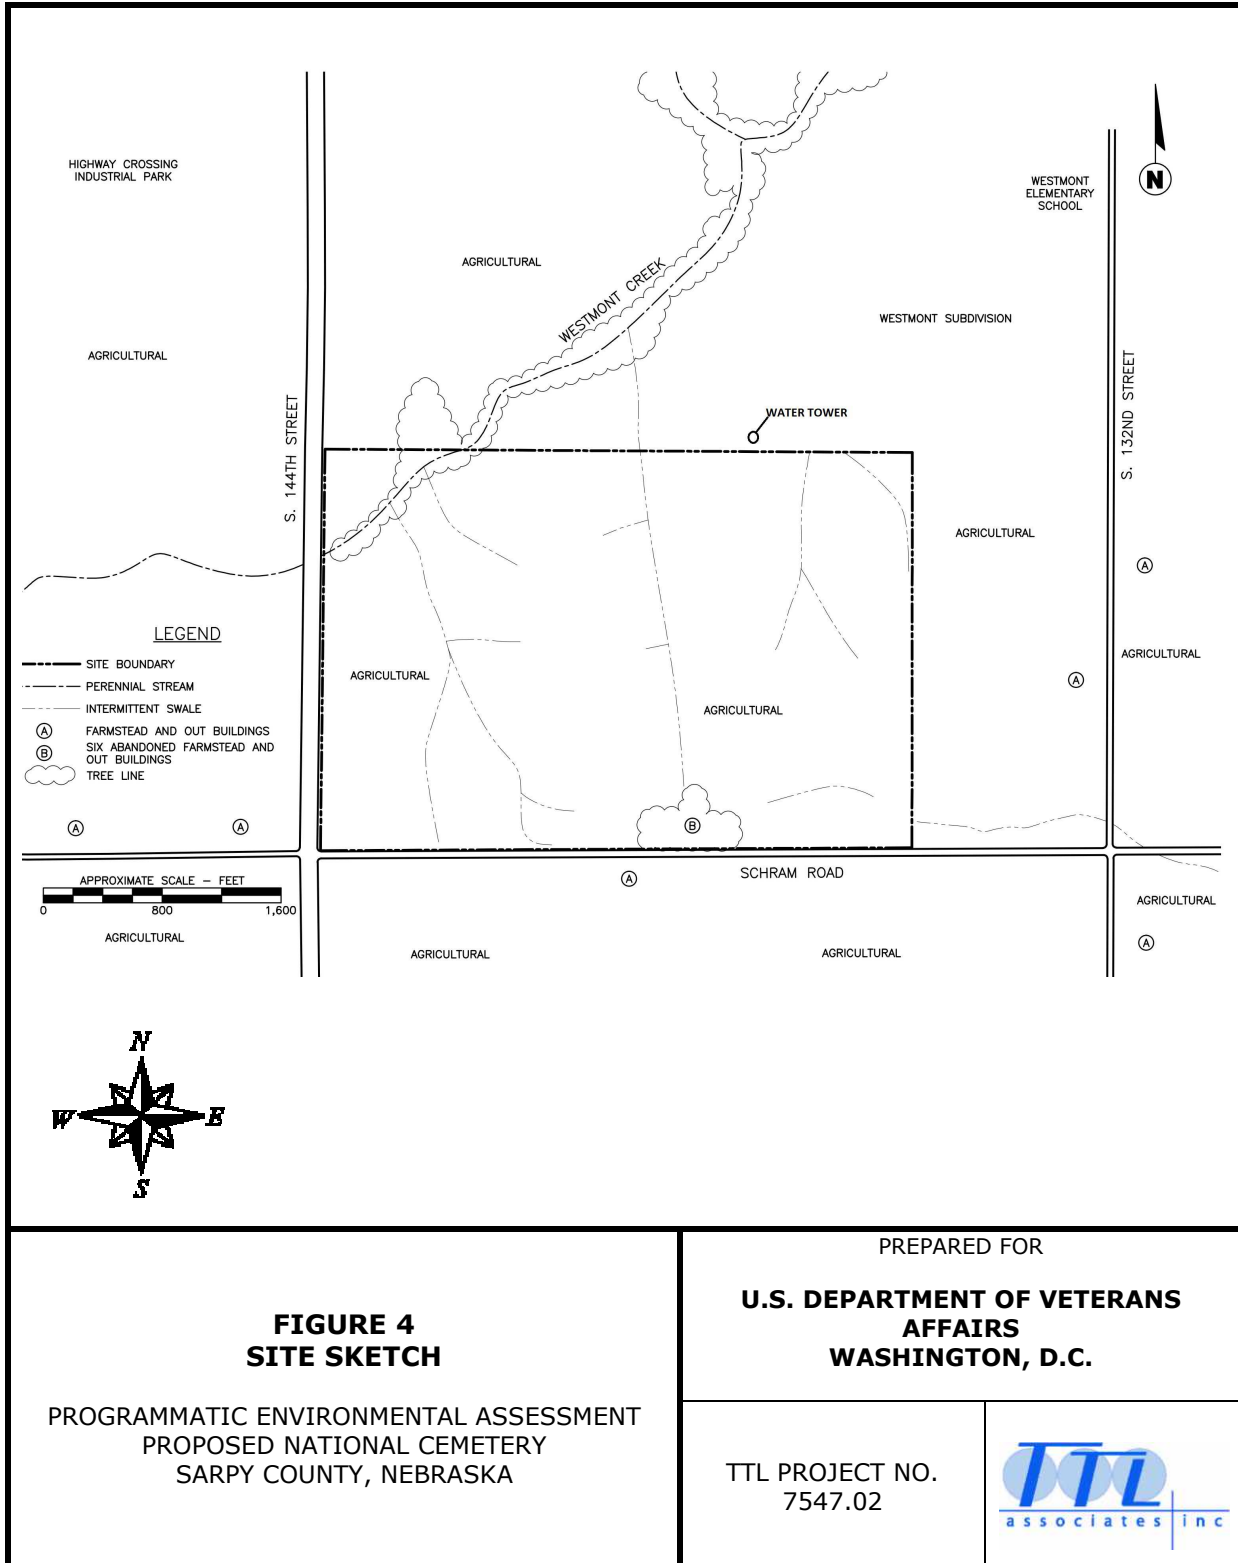 HIGHWAY CROSSING
INDUSTRIAL PARK
WESTMONT
ELEMENTARY
SCHOOL
N
AGRICULTURAL
WESTMONT CREEK
WESTMONT SUBDIVISION
AGRICULTURAL
S. 144TH STREET
S. 132ND STREET
WATER TOWER
AGRICULTURAL
A
LEGEND
SITE BOUNDARY
PERENNIAL STREAM
INTERMITTENT SWALE
A FARMSTEAD AND OUT BUILDINGS
B SIX ABANDONED FARMSTEAD AND
OUT BUILDINGS
TREE LINE
AGRICULTURAL
AGRICULTURAL
A
AGRICULTURAL
A
A
B
APPROXIMATE SCALE – FEET
0 800 1,600
A
SCHRAM ROAD
AGRICULTURAL
AGRICULTURAL
AGRICULTURAL
AGRICULTURAL
A
N
W E
S
FIGURE 4
SITE SKETCH
PROGRAMMATIC ENVIRONMENTAL ASSESSMENT
PROPOSED NATIONAL CEMETERY
SARPY COUNTY, NEBRASKA
PREPARED FOR
U.S. DEPARTMENT OF VETERANS
AFFAIRS
WASHINGTON, D.C.
TTL PROJECT NO.
7547.02
TTL
associates inc